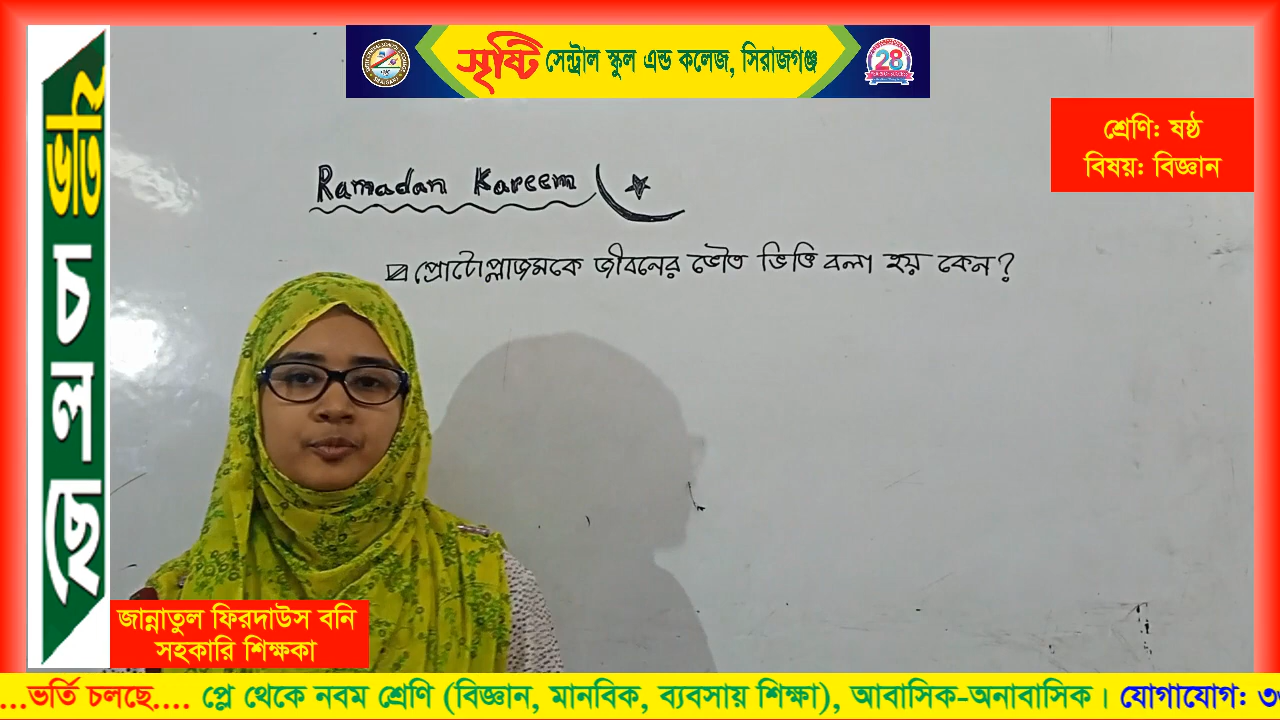 সৃষ্টি সেন্ট্রাল স্কুল এন্ড কলেজ, সিরাজগঞ্জ
28
শ্রেণি: ষষ্ঠ
বিষয়: বিজ্ঞান
ভর্তি চলছে
Ramadan Kareem
প্রোটোপ্লাজমকে জীবনের ভৌত ভিত্তি বলা হয় কেন?
জান্নাতুল ফিরদাউস বনি
সহকারি শিক্ষকা
...ভর্তি চলছে.... প্লে থেকে নবম শ্রেণি (বিজ্ঞান, মানবিক, ব্যবসায় শিক্ষা), আবাসিক-অনাবাসিক। যোগাযোগ: